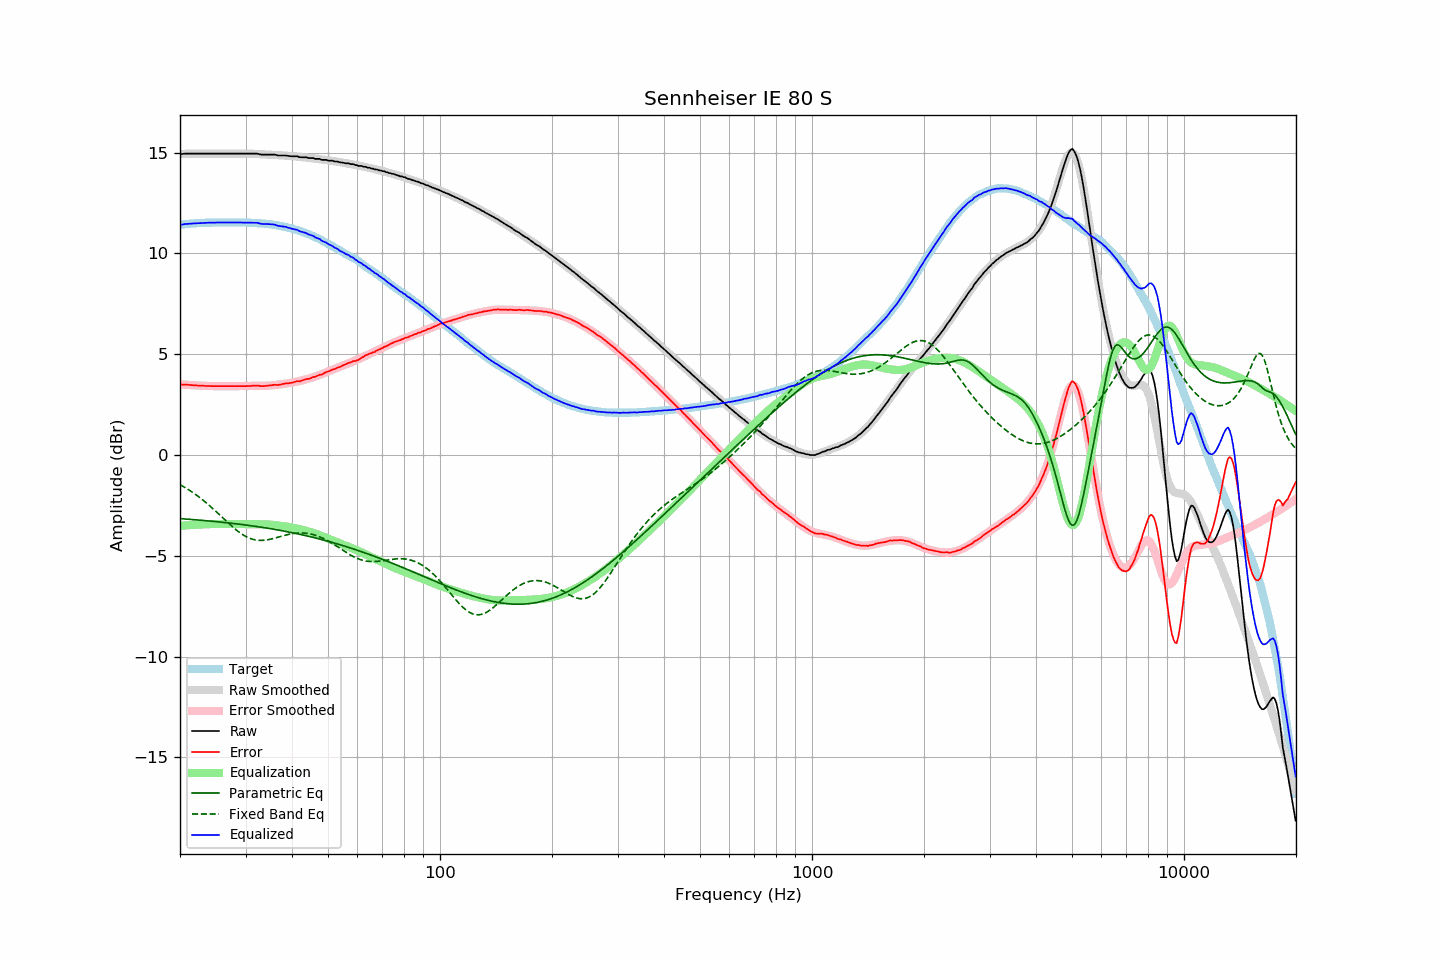 Sennheiser IE 80 S
Amplitude (dBr)
15
10
5
0
−5
−10
−15
Target
Raw Smoothed
Error Smoothed
Raw
Error
Equalization
Parametric Eq
Fixed Band Eq
Equalized
100
1000
10000
Frequency (Hz)